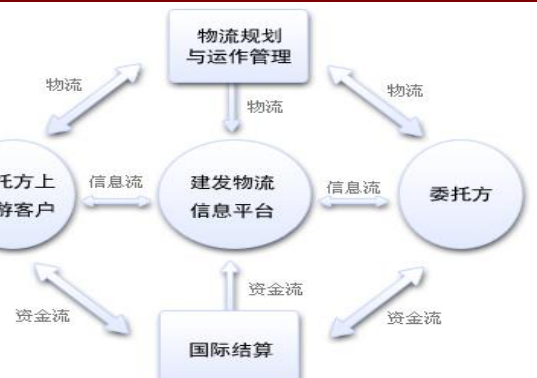 物流规划
与运作管理
物流
物流
物流
托方上
游客户
信息流
建发物流
信息平台
信息流
委托方
资金流
资金流
资金流
国际结算